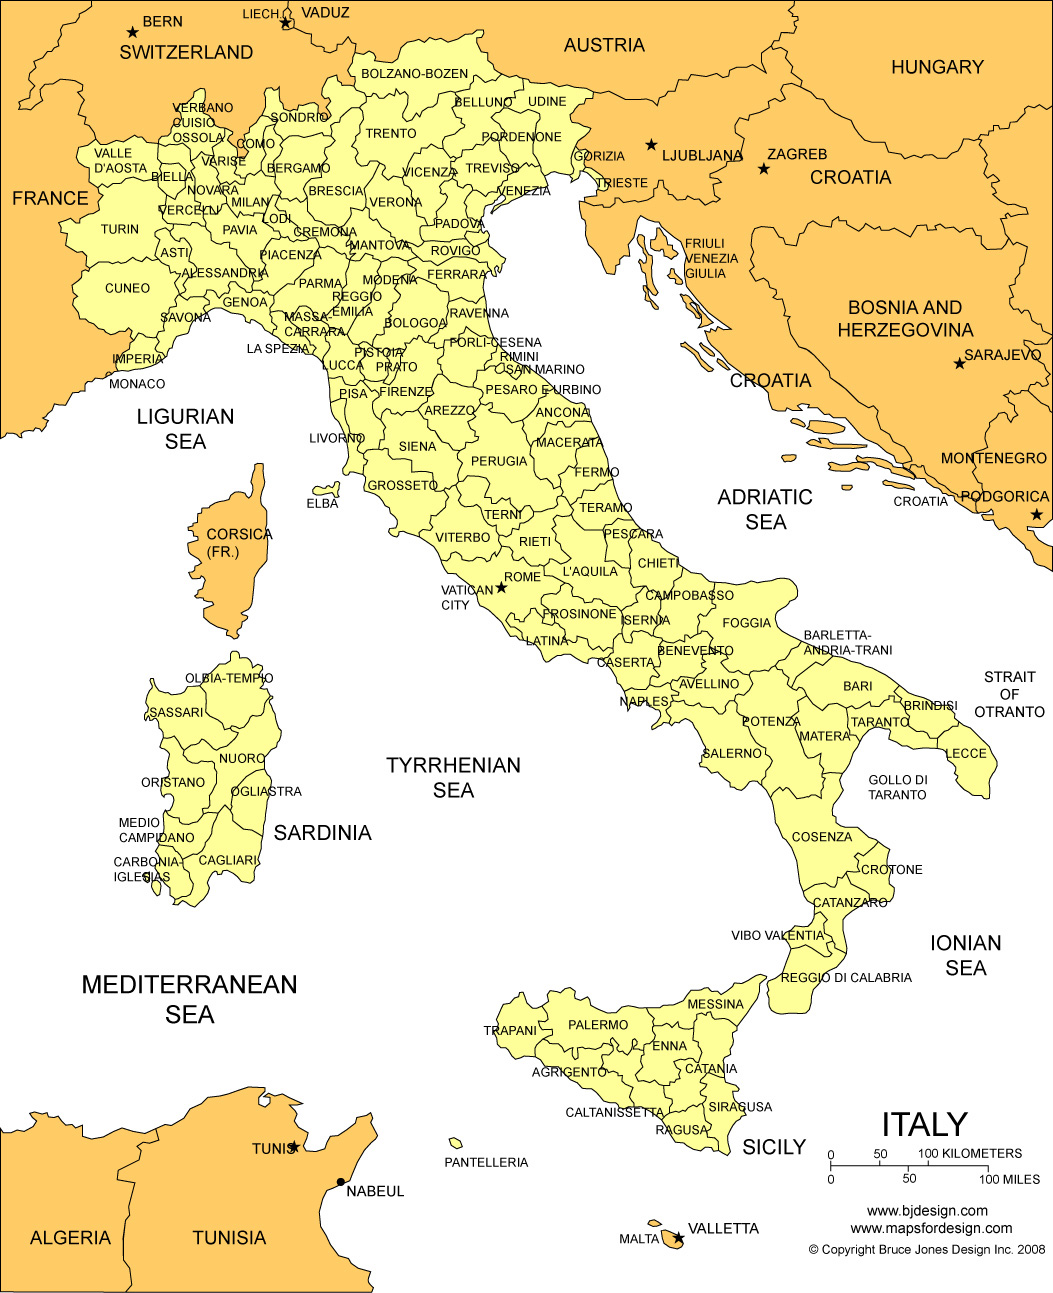 LIECH.
VADUZ
BERN
SWITZERLAND
AUSTRIA
HUNGARY
BOLZANO-BOZEN
BELLUNO
UDINE
VERBANO
CUISIO
OSSOLA
SONDRIO
TRENTO
PORDENONE
COMO
LJUBLJANA
ZAGREB
CROATIA
GORIZIA
VALLE
D'AOSTA
VARISE
BERGAMO
VICENZA
TREVISO
BIELLA
NOVARA
BRESCIA
VENEZIA
TRIESTE
FRANCE
VERCELLI
MILAN
VERONA
LODI
PADOVA
TURIN
PAVIA
CREMONA
MANTOVA
ROVIGO
FRIULI
VENEZIA
GIULIA
ASTI
PIACENZA
ALESSANDRIA
PARMA
MODENA
FERRARA
CUNEO
GENOA
REGGIO
EMILIA
SAVONA
MASSA-
CARRARA
BOLOGOA
RAVENNA
BOSNIA AND
HERZEGOVINA
SARAJEVO
LA SPEZIA
PISTOIA
FORLI-CESENA
RIMINI
SAN MARINO
IMPERIA
LUCCA
PRATO
MONACO
PISA
FIRENZE
PESARO E URBINO
CROATIA
LIGURIAN
SEA
AREZZO
ANCONA
LIVORNO
SIENA
MACERATA
PERUGIA
FERMO
MONTENEGRO
GROSSETO
ELBA
TERNI
TERAMO
ADRIATIC
SEA
CROATIA
PODGORICA
CORSICA
(FR.)
VITERBO
RIETI
PESCARA
L'AQUILA
CHIETI
ROME
VATICAN
CITY
CAMPOBASSO
FROSINONE
ISERNIA
FOGGIA
LATINA
BARLETTA-
ANDRIA-TRANI
CASERTA
BENEVENTO
OLBIA-TEMPIO
AVELLINO
BARI
STRAIT
OF
OTRANTO
NAPLES
BRINDISI
SASSARI
POTENZA
MATERA
TARANTO
NUORO
SALERNO
LECCE
TYRRHENIAN
SEA
ORISTANO
OGLIASTRA
GOLLO DI
TARANTO
MEDIO
CAMPIDANO
SARDINIA
COSENZA
CARBONIA-
IGLESIAS
CAGLIARI
CROTONE
CATANZARO
VIBO VALENTIA
IONIAN
SEA
MEDITERRANEAN
SEA
REGGIO DI CALABRIA
MESSINA
TRAPANI
PALERMO
ENNA
AGRIGENTO
CATANIA
CALTANISSETTA
SIRAGUSA
RAGUSA
SICILY
ITALY
TUNIS
PANTELLERIA
NABEUL
0 50 100 KILOMETERS
0 50 100 MILES
ALGERIA
TUNISIA
MALTA
VALLETTA
www.bjdesign.com
www.mapsfordesign.com
© Copyright Bruce Jones Design Inc. 2008